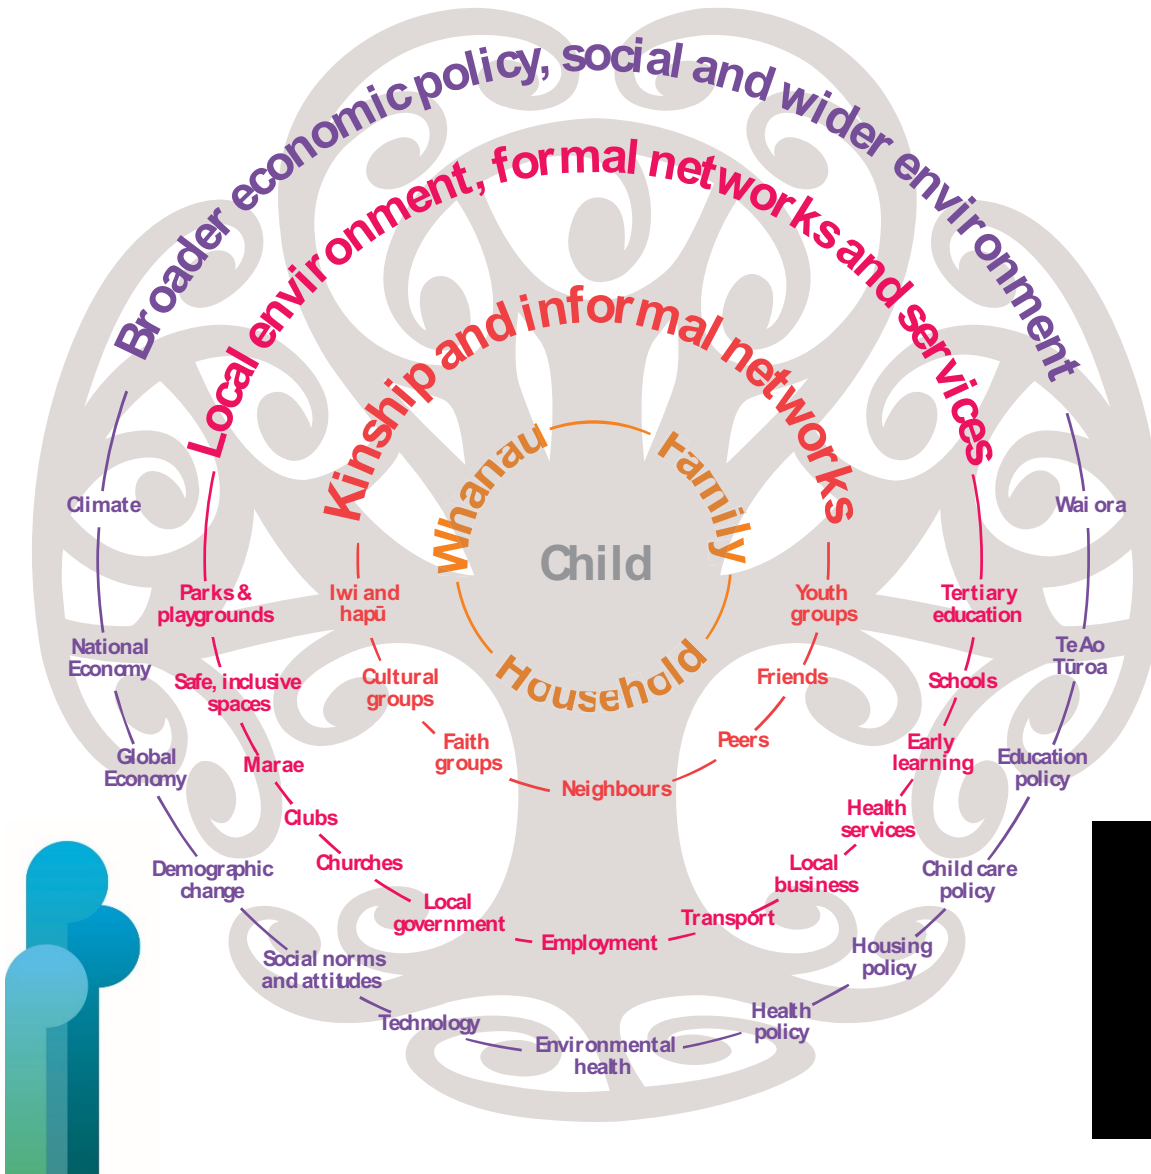 Broader economic policy, social and wider environment
Local environment, formal networks and services
Kinship and informal networks
Whanau
Family
Household
Child
Climate
National
Economy
Global
Economy
Demographic
change
Social norms
and attitudes
Technology
Environmental
health
Health
policy
Housing
policy
Child care
policy
Education
policy
Te Ao
Tūroa
Wai ora
Parks &
playgrounds
Safe, inclusive
spaces
Marae
Clubs
Churches
Local
government
Employment
Transport
Local
business
Health
services
Early
learning
Schools
Tertiary
education
Iwi and
hapū
Cultural
groups
Faith
groups
Neighbours
Peers
Friends
Youth
groups